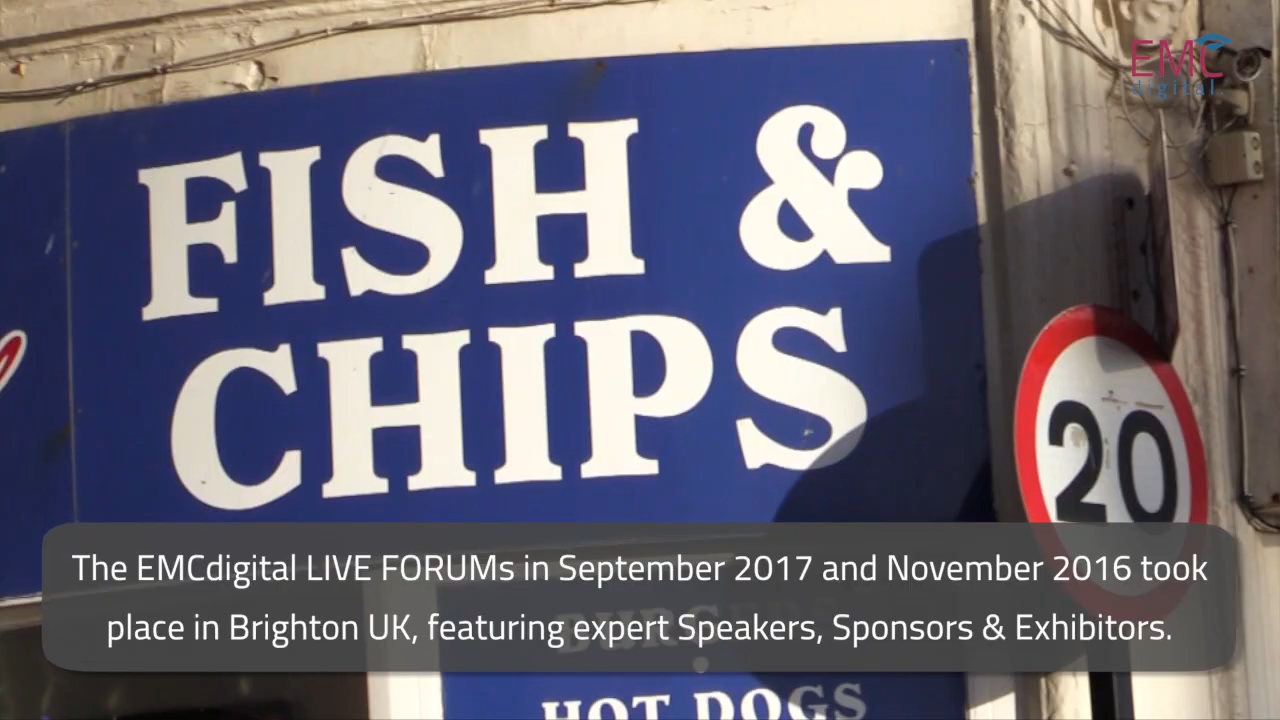 EMC
digital
FISH &
CHIPS
20
The EMCdigital LIVE FORUMs in September 2017 and November 2016 took
place in Brighton UK, featuring expert Speakers, Sponsors & Exhibitors.
BURGERS
HOT DOGS